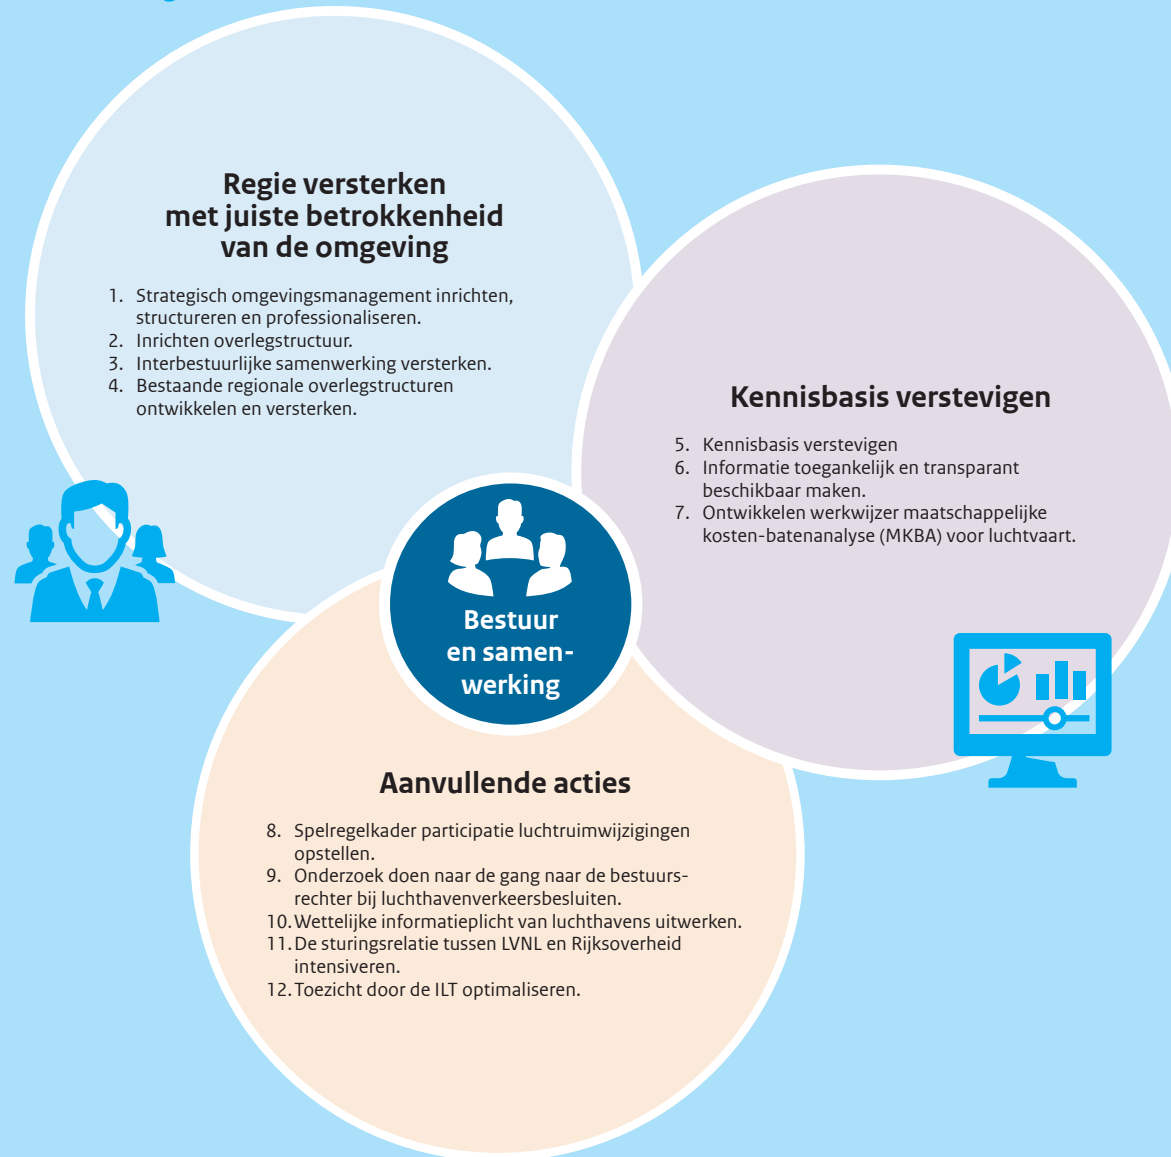 Regie versterken
met juiste betrokkenheid
van de omgeving
1. Strategisch omgevingsmanagement inrichten,
structureren en professionaliseren.
2. Inrichten overlegstructuur.
3. Interbestuurlijke samenwerking versterken.
4. Bestaande regionale overlegstructuren
ontwikkelen en versterken.
Kennisbasis verstevigen
5. Kennisbasis verstevigen
6. Informatie toegankelijk en transparant
beschikbaar maken.
7. Ontwikkelen werkwijzer maatschappelijke
kosten-batenanalyse (MKBA) voor luchtvaart.
Bestuur
en samen-
werking
Aanvullende acties
8. Spelregelkader participatie luchtruimwijzigingen
opstellen.
9. Onderzoek doen naar de gang naar de bestuurs-
rechter bij luchthavenverkeersbesluiten.
10. Wettelijke informatieplicht van luchthavens uitwerken.
11. De sturingsrelatie tussen LVNL en Rijksoverheid
intensiveren.
12. Toezicht door de ILT optimaliseren.